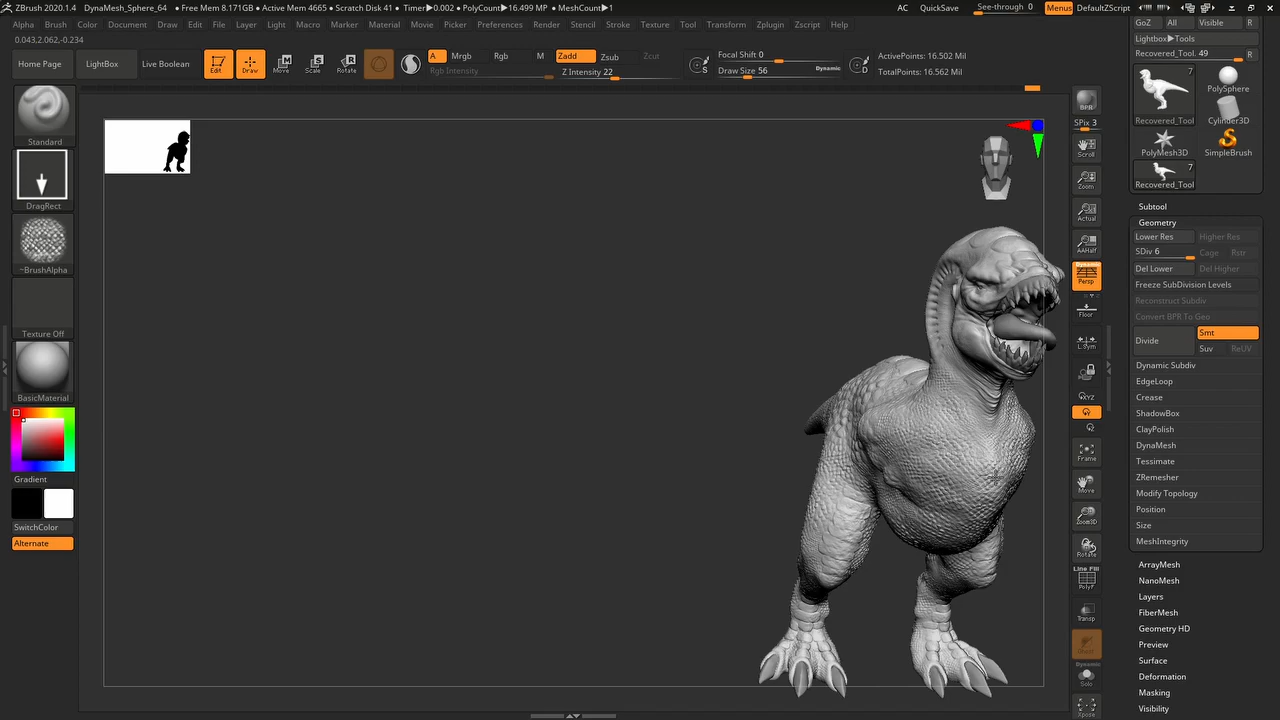 ZBrush 2020.1.4 DynaMesh_Sphere_64 • Free Mem 8.171GB • Active Mem 4665 • Scratch Disk 41 • Timer▶0.002 • PolyCount▶16.499 MP • MeshCount▶1 AC QuickSave See-through 0 Menus DefaultZScript
Alpha Brush Color Document Draw Edit File Layer Light Macro Marker Material Movie Picker Preferences Render Stencil Stroke Texture Tool Transform Zplugin Zscript Help
0.043,2.062,-0.234
Home Page LightBox Live Boolean Edit Draw Move Scale Rotate A Mrgb Rgb M Zadd Zsub Zcut
Rgb Intensity Z Intensity 22
Focal Shift 0
Draw Size 56 Dynamic
S D
ActivePoints: 16.502 Mil
TotalPoints: 16.562 Mil
Standard
DragRect
~BrushAlpha
Texture Off
BasicMaterial
Gradient
SwitchColor
Alternate
BPR
SPix 3
Scroll
Zoom
Actual
AAHalf
Dynamic
Persp
Floor
L.Sym
XYZ
Y
Z
Frame
Move
Zoom3D
Rotate
Line Fill
PolyF
Transp
Ghost
Dynamic
Solo
Xpose
GoZ All Visible R
Lightbox▶Tools
Recovered_Tool. 49 R
7
Recovered_Tool
PolySphere
Cylinder3D
PolyMesh3D
SimpleBrush
7
Recovered_Tool
Subtool
Geometry
Lower Res Higher Res
SDiv 6 Cage Rstr
Del Lower Del Higher
Freeze SubDivision Levels
Reconstruct Subdiv
Convert BPR To Geo
Divide Smt
Suv ReUV
Dynamic Subdiv
EdgeLoop
Crease
ShadowBox
ClayPolish
DynaMesh
Tessimate
ZRemesher
Modify Topology
Position
Size
MeshIntegrity
ArrayMesh
NanoMesh
Layers
FiberMesh
Geometry HD
Preview
Surface
Deformation
Masking
Visibility